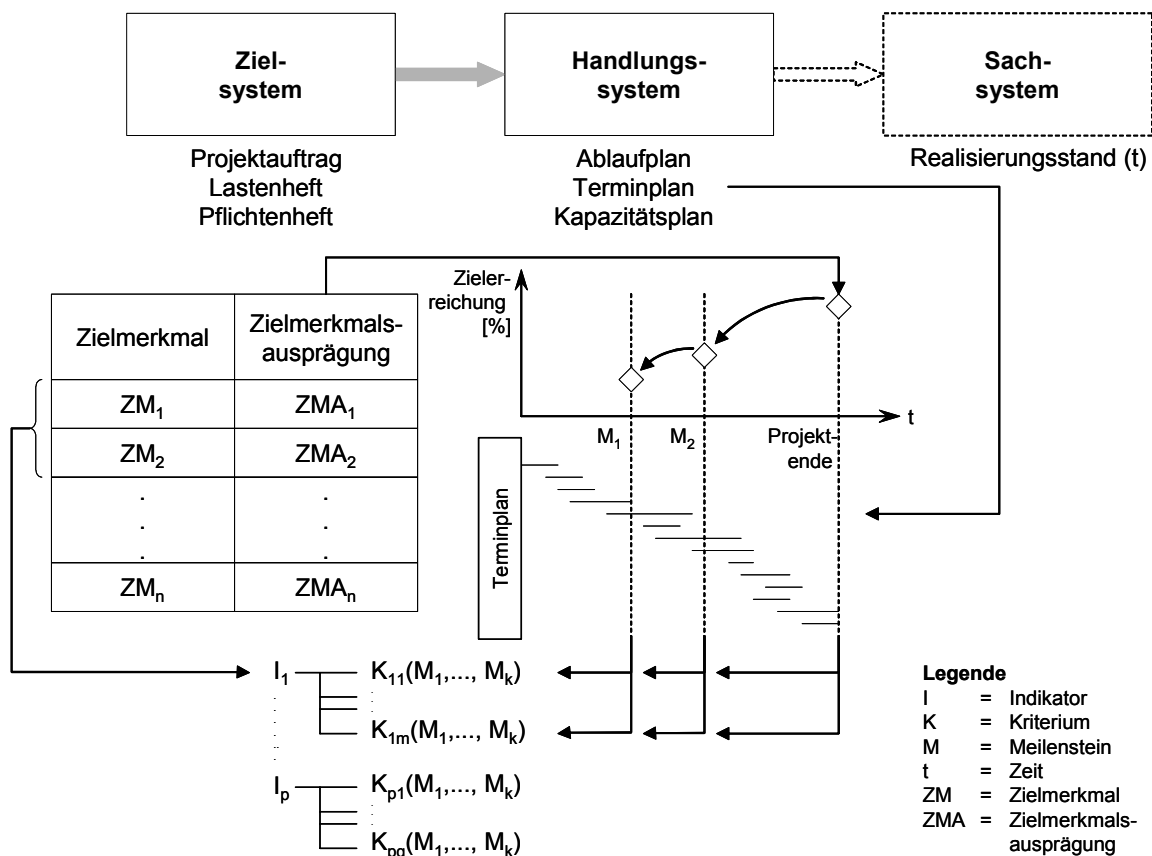 Ziel-
system
Handlungs-
system
Sach-
system
Projektauftrag
Lastenheft
Pflichtenheft
Ablaufplan
Terminplan
Kapazitätsplan
Realisierungsstand (t)
Zielmerkmal
Zielmerkmals-
ausprägung
ZM₁
ZMA₁
ZM₂
ZMA₂
.
.
.
.
.
.
ZMₙ
ZMAₙ
Zieler-
reichung
[%]
t
M₁
M₂
Projekt-
ende
Terminplan
I₁
K₁₁(M₁,..., Mₖ)
K₁ₘ(M₁,..., Mₖ)
Iₚ
Kₚ₁(M₁,..., Mₖ)
Kₚq(M₁,..., Mₖ)
Legende
I = Indikator
K = Kriterium
M = Meilenstein
t = Zeit
ZM = Zielmerkmal
ZMA = Zielmerkmals-
ausprägung